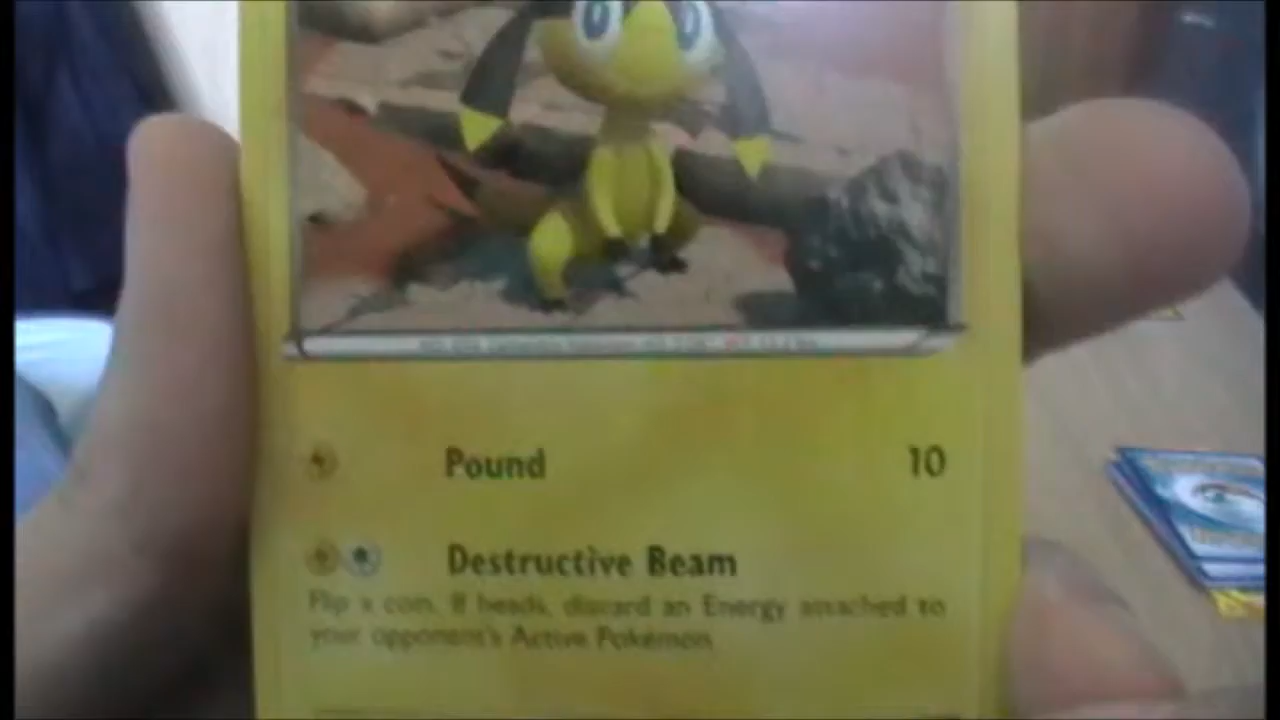 Pound 10
Destructive Beam
Flip a coin. If heads, discard an Energy attached to
your opponent's Active Pokémon.